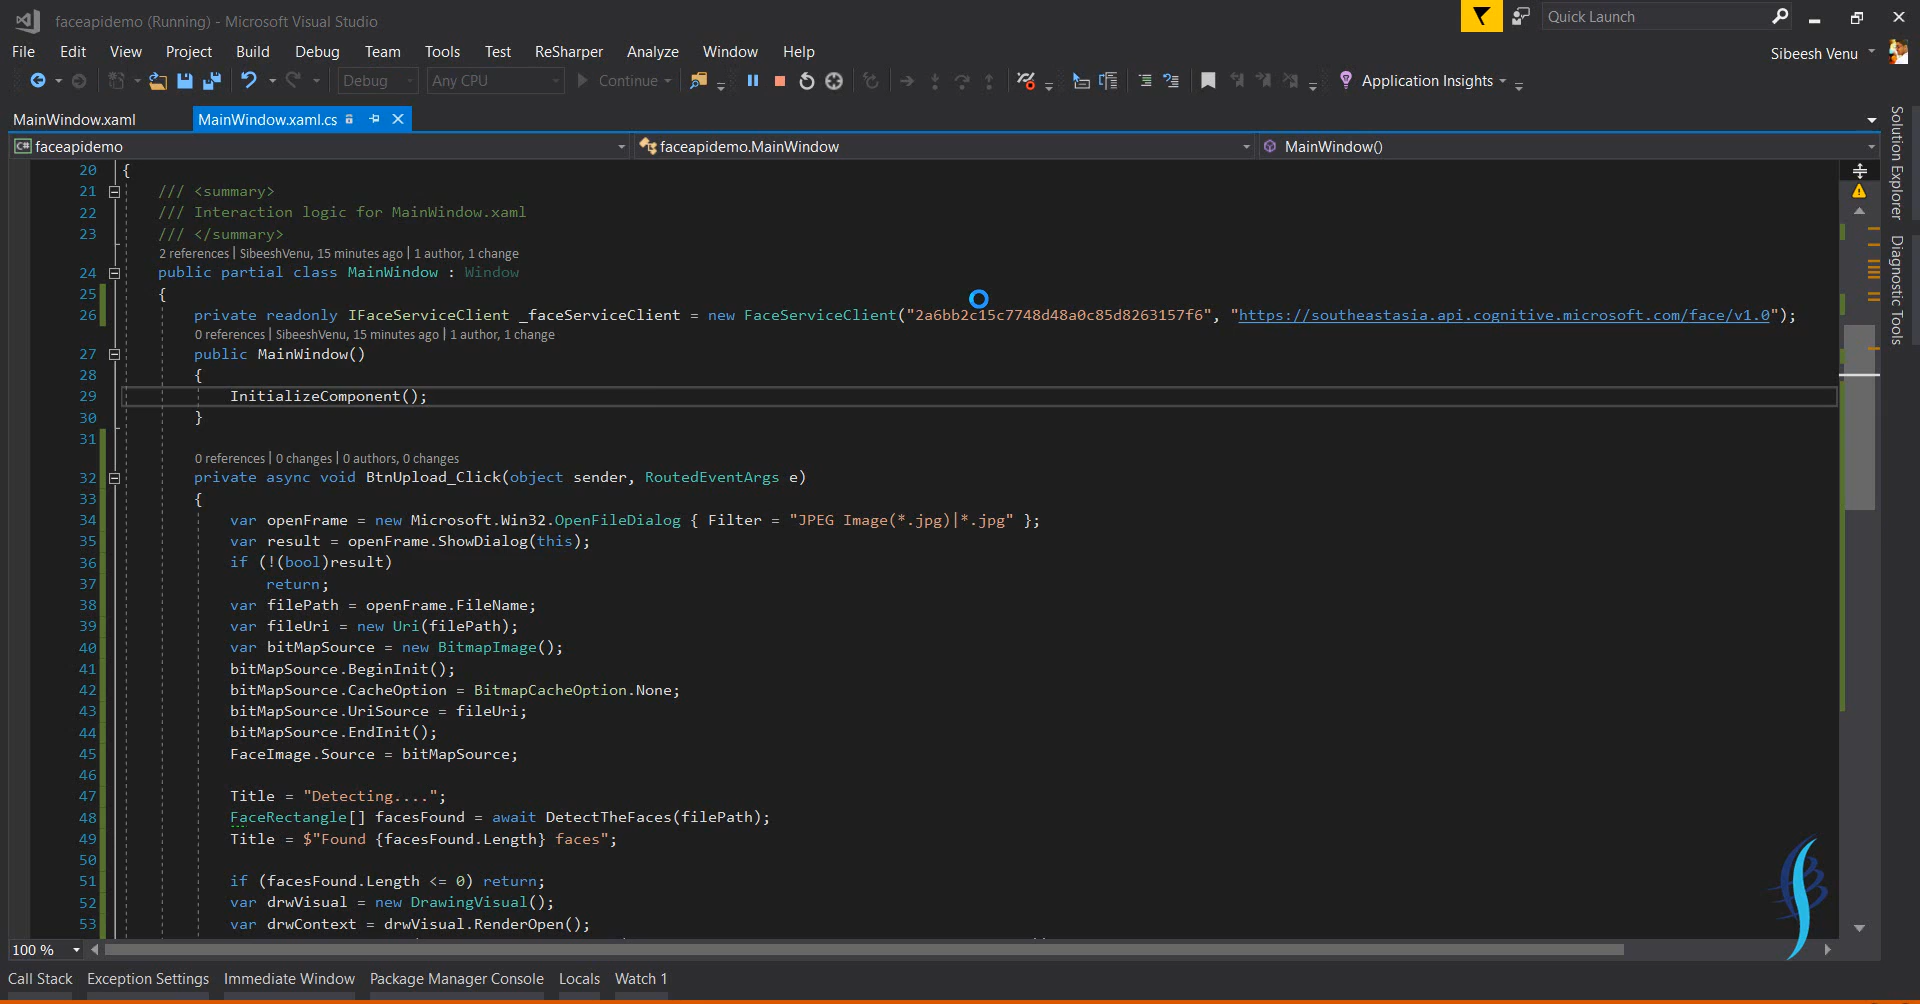 faceapidemo (Running) - Microsoft Visual Studio
Quick Launch
File Edit View Project Build Debug Team Tools Test ReSharper Analyze Window Help
Sibeesh Venu
Debug Any CPU Continue Application Insights
MainWindow.xaml MainWindow.xaml.cs
C# faceapidemo faceapidemo.MainWindow MainWindow()
Solution Explorer
Diagnostic Tools
20 {
21 /// <summary>
22 /// Interaction logic for MainWindow.xaml
23 /// </summary>
2 references | SibeeshVenu, 15 minutes ago | 1 author, 1 change
24 public partial class MainWindow : Window
25 {
26 private readonly IFaceServiceClient _faceServiceClient = new FaceServiceClient("2a6bb2c15c7748d48a0c85d8263157f6", "https://southeastasia.api.cognitive.microsoft.com/face/v1.0");
0 references | SibeeshVenu, 15 minutes ago | 1 author, 1 change
27 public MainWindow()
28 {
29 InitializeComponent();
30 }
31
0 references | 0 changes | 0 authors, 0 changes
32 private async void BtnUpload_Click(object sender, RoutedEventArgs e)
33 {
34 var openFrame = new Microsoft.Win32.OpenFileDialog { Filter = "JPEG Image(*.jpg)|*.jpg" };
35 var result = openFrame.ShowDialog(this);
36 if (!(bool)result)
37 return;
38 var filePath = openFrame.FileName;
39 var fileUri = new Uri(filePath);
40 var bitMapSource = new BitmapImage();
41 bitMapSource.BeginInit();
42 bitMapSource.CacheOption = BitmapCacheOption.None;
43 bitMapSource.UriSource = fileUri;
44 bitMapSource.EndInit();
45 FaceImage.Source = bitMapSource;
46
47 Title = "Detecting....";
48 FaceRectangle[] facesFound = await DetectTheFaces(filePath);
49 Title = $"Found {facesFound.Length} faces";
50
51 if (facesFound.Length <= 0) return;
52 var drwVisual = new DrawingVisual();
53 var drwContext = drwVisual.RenderOpen();
100 %
Call Stack Exception Settings Immediate Window Package Manager Console Locals Watch 1